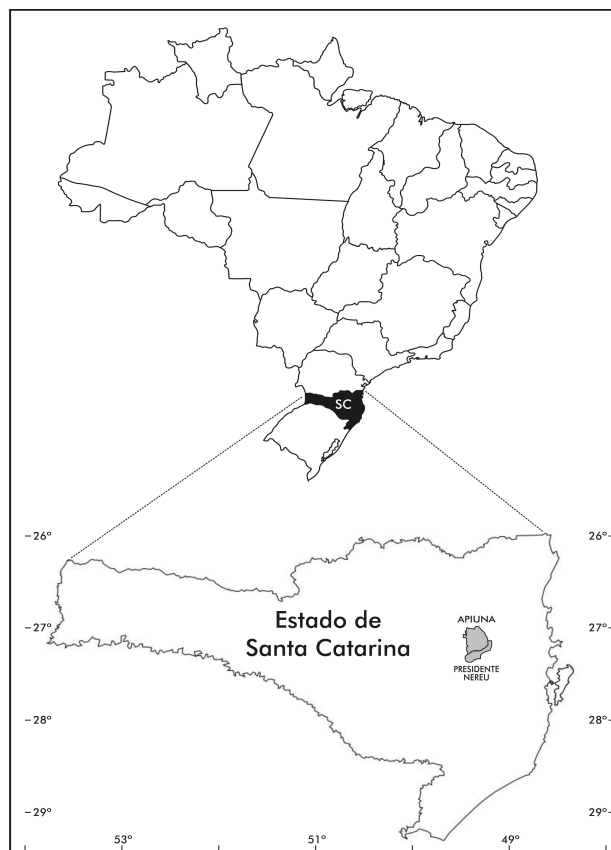 SC
−26°
26°
Estado de
Santa Catarina
APIUNA
PRESIDENTE
NEREU
−27°
27°
−28°
28°
−29°
29°
53°
51°
49°